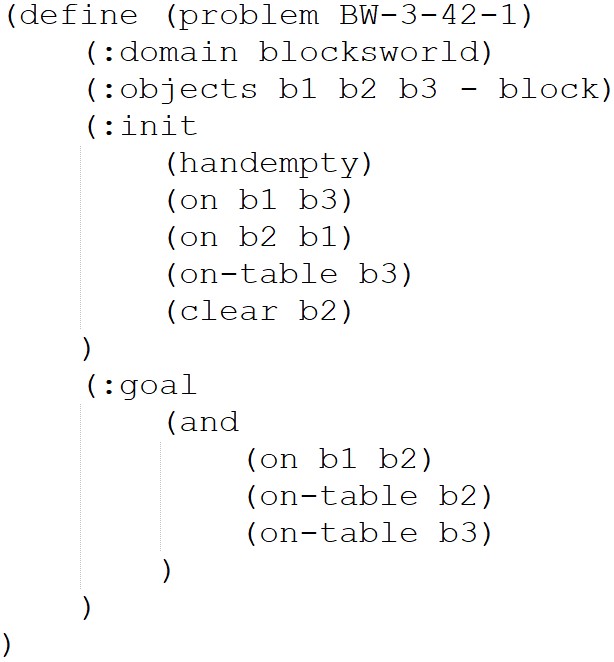 (define (problem BW-3-42-1)
    (:domain blocksworld)
    (:objects b1 b2 b3 - block)
    (:init
        (handempty)
        (on b1 b3)
        (on b2 b1)
        (on-table b3)
        (clear b2)
    )
    (:goal
        (and
            (on b1 b2)
            (on-table b2)
            (on-table b3)
        )
    )
)